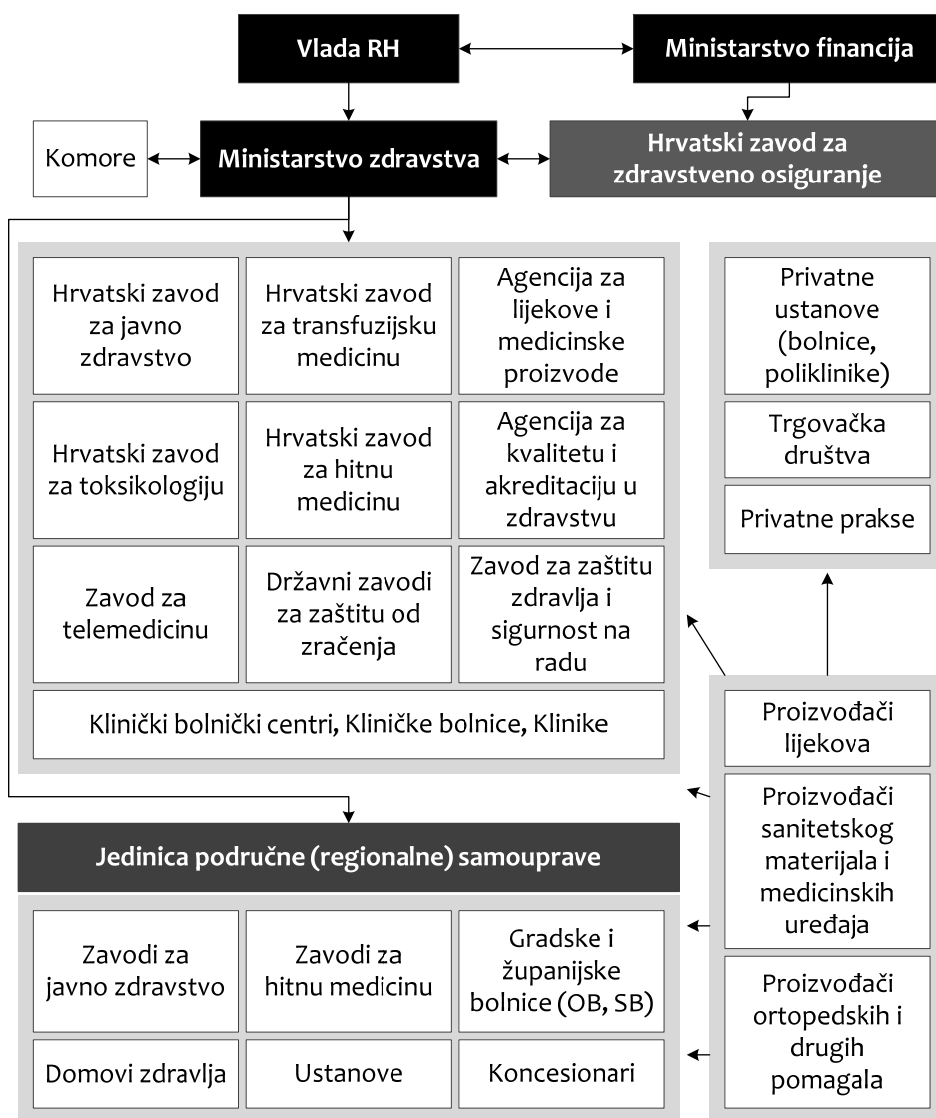 Vlada RH
Ministarstvo financija
Komore
Ministarstvo zdravstva
Hrvatski zavod za
zdravstveno osiguranje
Hrvatski zavod
za javno
zdravstvo
Hrvatski zavod
za transfuzijsku
medicinu
Agencija za
lijekove i
medicinske
proizvode
Hrvatski zavod
za toksikologiju
Hrvatski zavod
za hitnu
medicinu
Agencija za
kvalitetu i
akreditaciju u
zdravstvu
Zavod za
telemedicinu
Državni zavodi
za zaštitu od
zračenja
Zavod za zaštitu
zdravlja i
sigurnost na
radu
Klinički bolnički centri, Kliničke bolnice, Klinike
Privatne
ustanove
(bolnice,
poliklinike)
Trgovačka
društva
Privatne prakse
Proizvođači
lijekova
Proizvođači
sanitetskog
materijala i
medicinskih
uređaja
Proizvođači
ortopedskih i
drugih
pomagala
Jedinica područne (regionalne) samouprave
Zavodi za
javno zdravstvo
Zavodi za
hitnu medicinu
Gradske i
županijske
bolnice (OB, SB)
Domovi zdravlja
Ustanove
Koncesionari